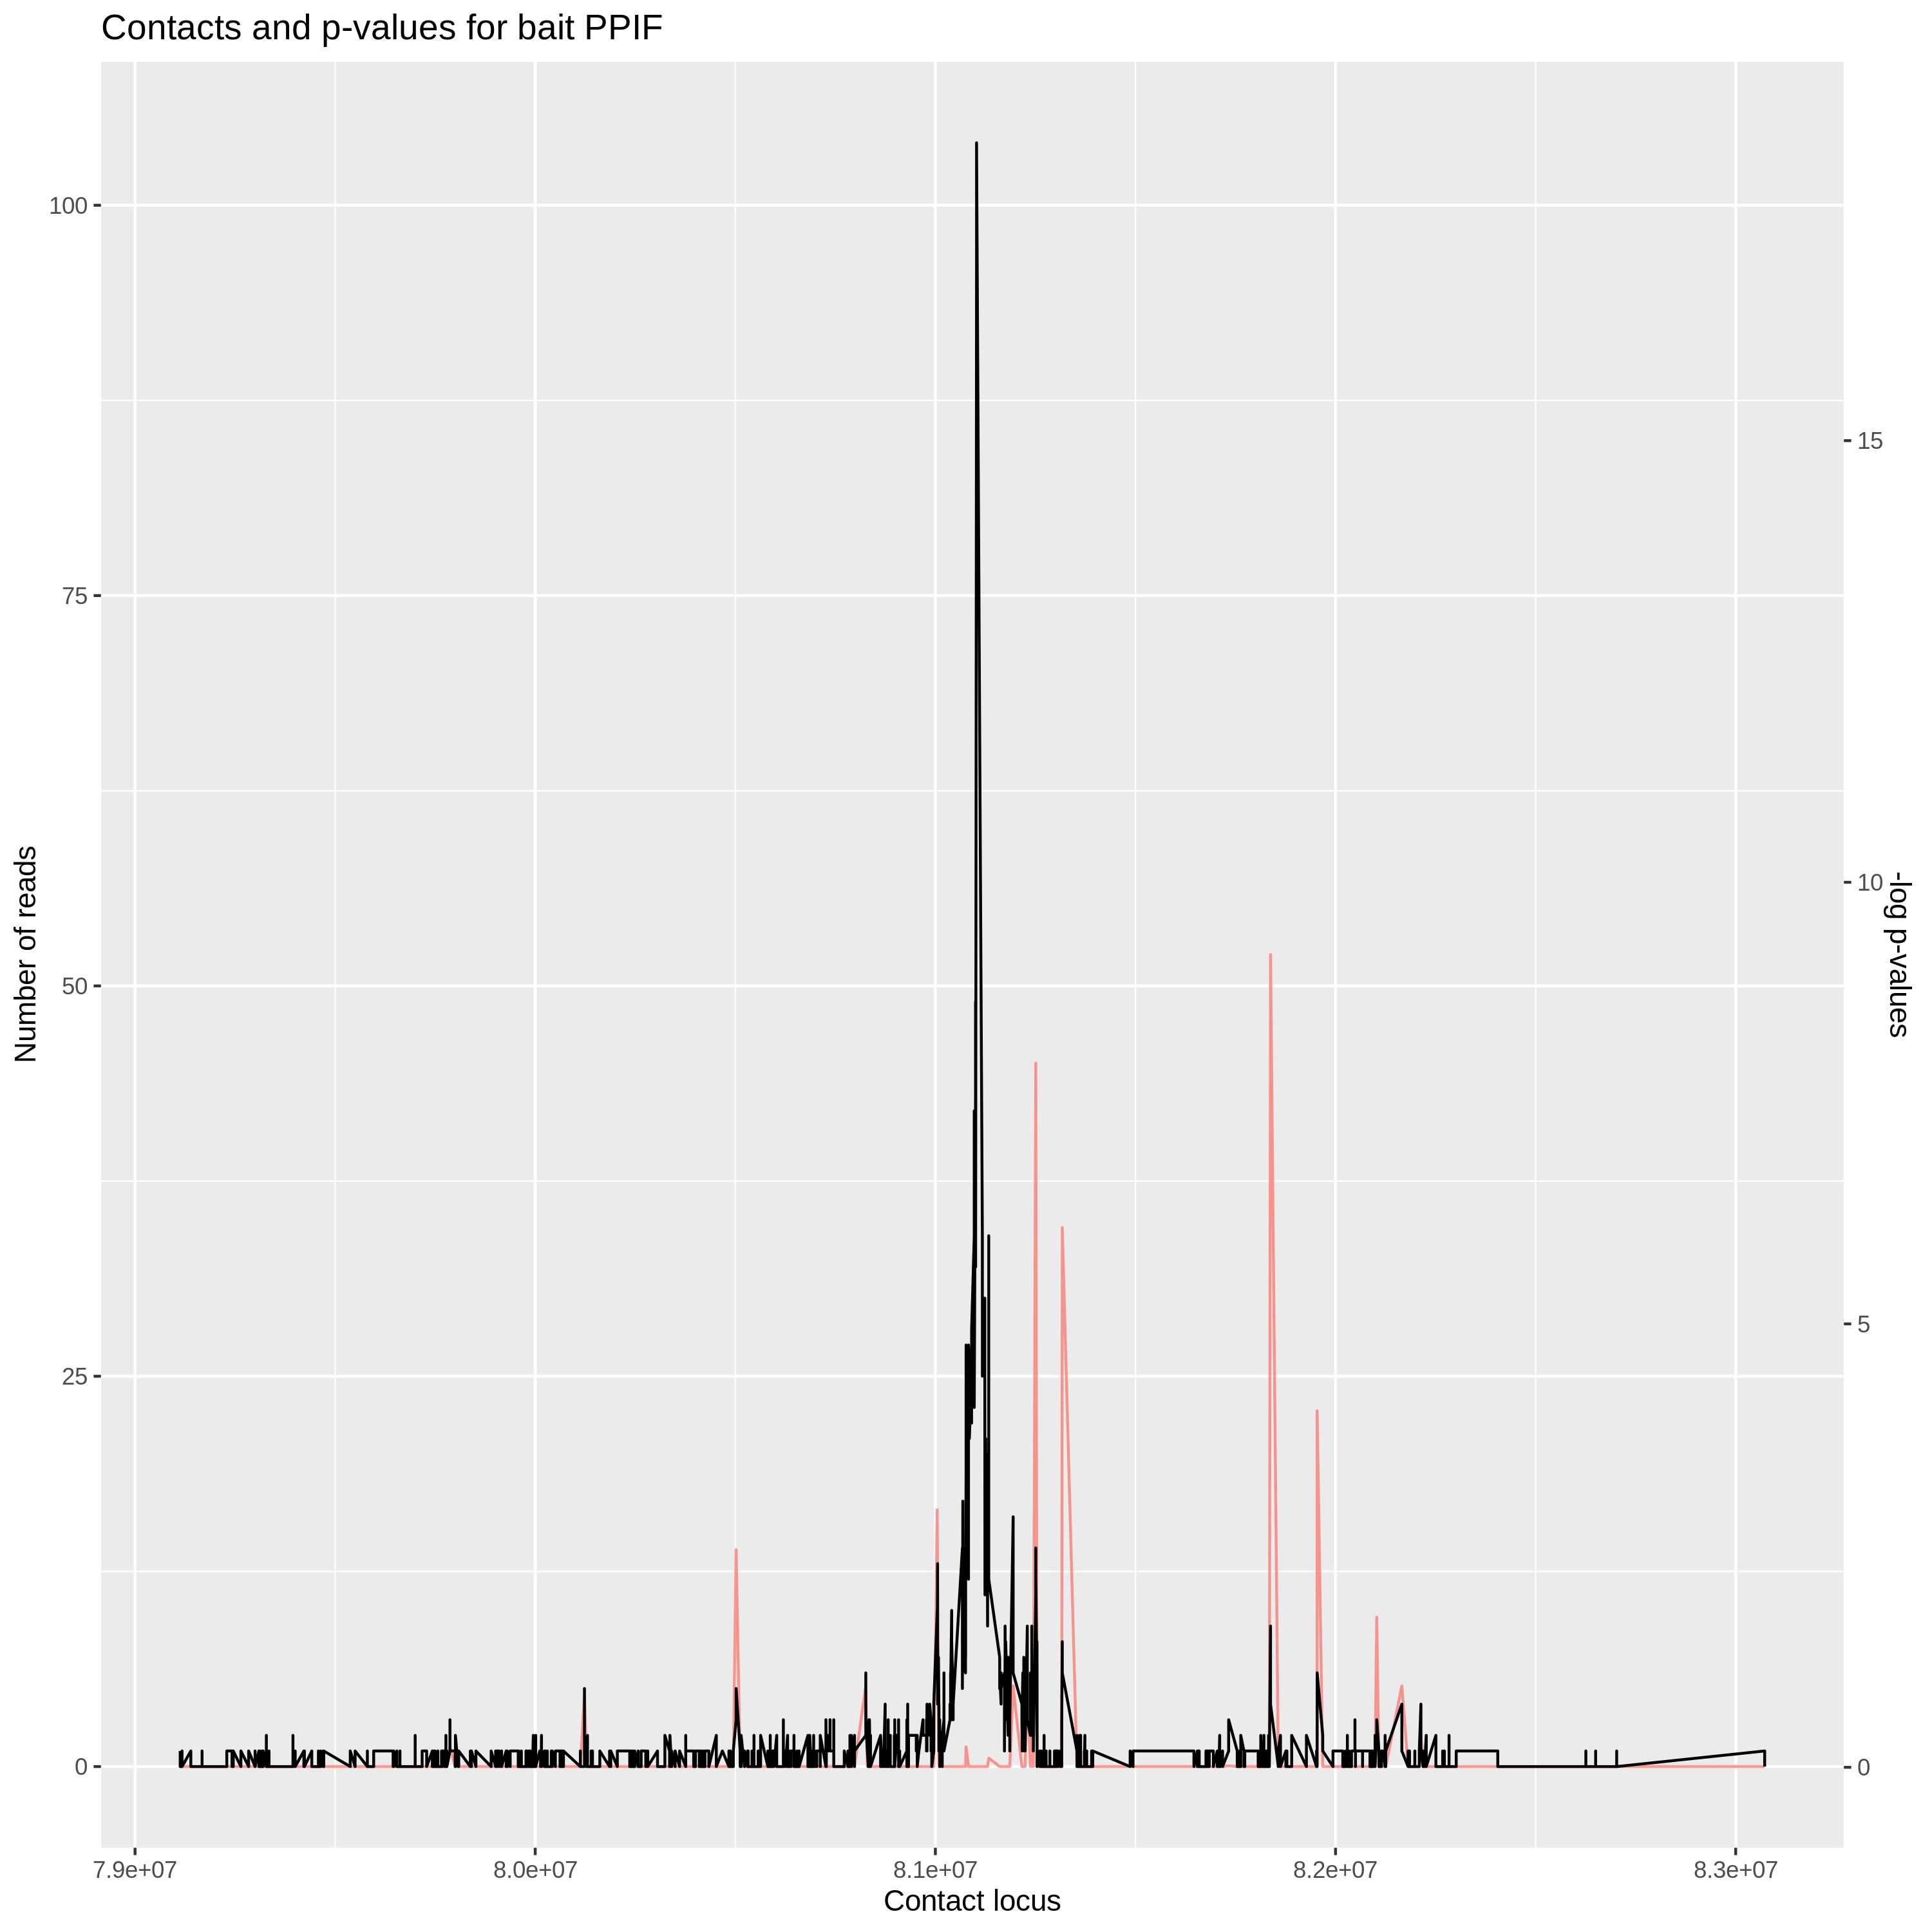 Contacts and p-values for bait PPIF
100
75
50
25
0
Number of reads
15
10
5
0
-log p-values
7.9e+07
8.0e+07
8.1e+07
8.2e+07
8.3e+07
Contact locus